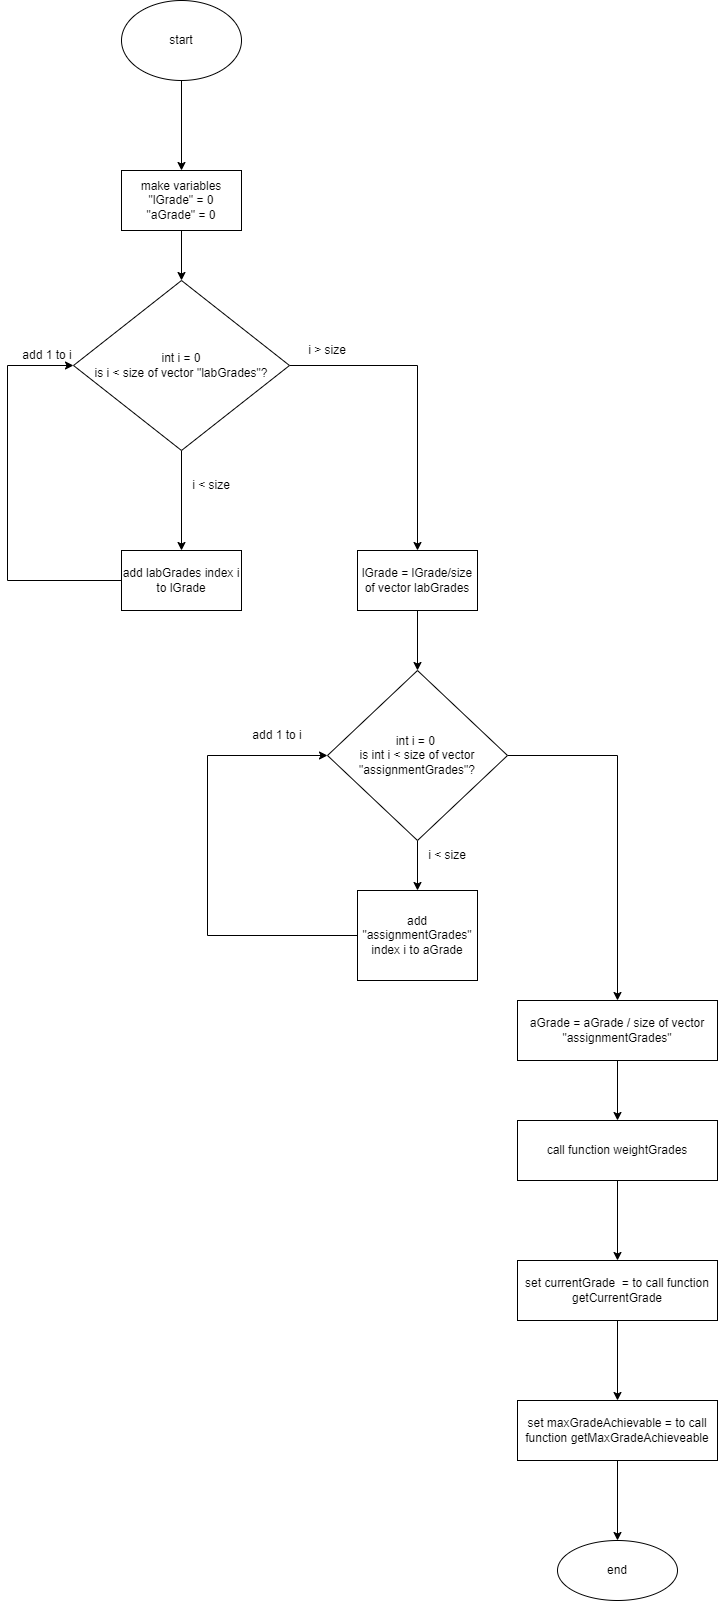 start
make variables
"lGrade" = 0
"aGrade" = 0
add 1 to i
int i = 0
is i < size of vector "labGrades"?
i > size
i < size
add labGrades index i
to lGrade
lGrade = lGrade/size
of vector labGrades
add 1 to i
int i = 0
is int i < size of vector
"assignmentGrades"?
i < size
add
"assignmentGrades"
index i to aGrade
aGrade = aGrade / size of vector
"assignmentGrades"
call function weightGrades
set currentGrade  = to call function
getCurrentGrade
set maxGradeAchievable = to call
function getMaxGradeAchieveable
end